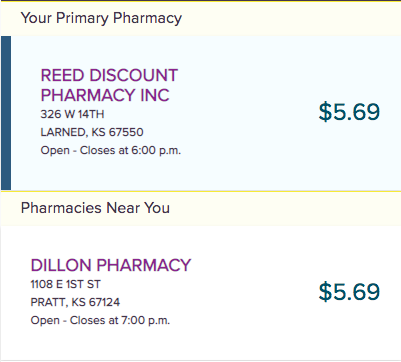 Your Primary Pharmacy
REED DISCOUNT
PHARMACY INC
326 W 14TH
LARNED, KS 67550
Open - Closes at 6:00 p.m.
$5.69
Pharmacies Near You
DILLON PHARMACY
1108 E 1ST ST
PRATT, KS 67124
Open - Closes at 7:00 p.m.
$5.69